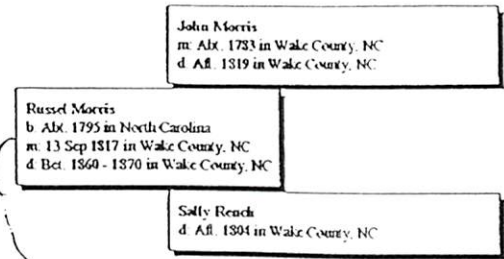 John Morris
m: Abt. 1783 in Wake County, NC
d: Aft. 1819 in Wake County, NC
Russel Morris
b: Abt. 1795 in North Carolina
m: 13 Sep 1817 in Wake County, NC
d: Bet. 1860 - 1870 in Wake County, NC
Sally Rench
d: Aft. 1804 in Wake County, NC